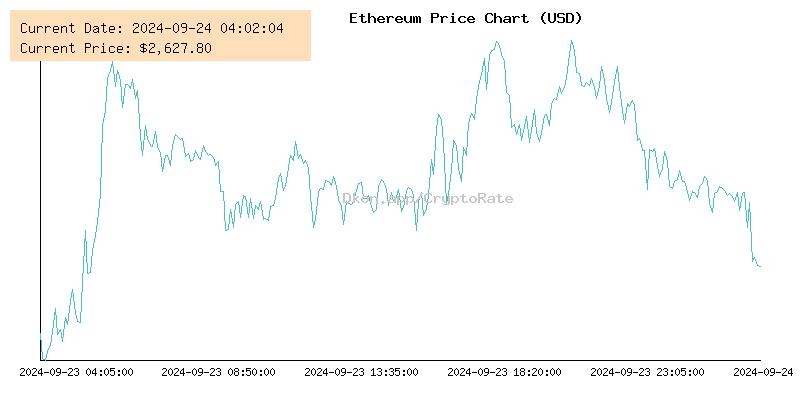 Ethereum Price Chart (USD)
Current Date: 2024-09-24 04:02:04
Current Price: $2,627.80
Dken.App/CryptoRate
2024-09-23 04:05:00 2024-09-23 08:50:00 2024-09-23 13:35:00 2024-09-23 18:20:00 2024-09-23 23:05:00 2024-09-24